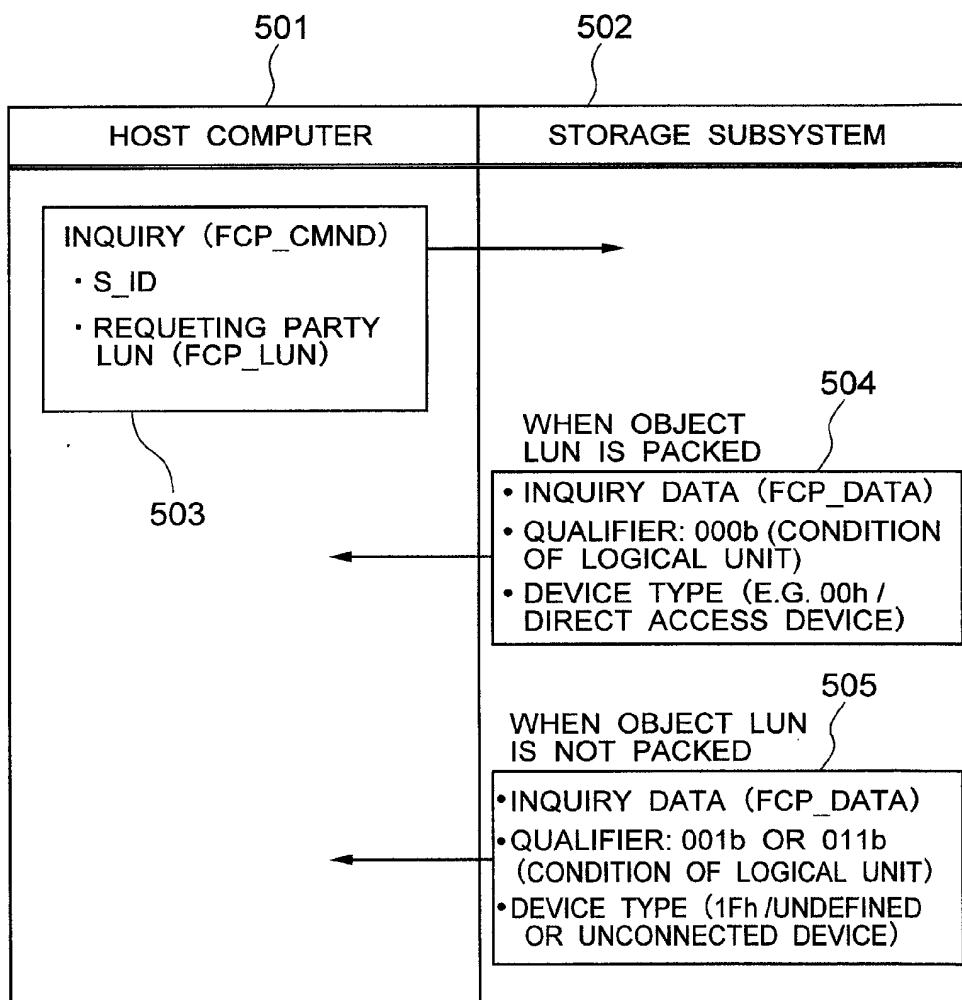 501
502
HOST COMPUTER
STORAGE SUBSYSTEM
INQUIRY (FCP_CMND)
· S_ID
· REQUETING PARTY
LUN (FCP_LUN)
503
504
WHEN OBJECT
LUN IS PACKED
• INQUIRY DATA (FCP_DATA)
• QUALIFIER: 000b (CONDITION
OF LOGICAL UNIT)
• DEVICE TYPE (E.G. 00h /
DIRECT ACCESS DEVICE)
505
WHEN OBJECT LUN
IS NOT PACKED
• INQUIRY DATA (FCP_DATA)
• QUALIFIER: 001b OR 011b
(CONDITION OF LOGICAL UNIT)
• DEVICE TYPE (1Fh /UNDEFINED
OR UNCONNECTED DEVICE)